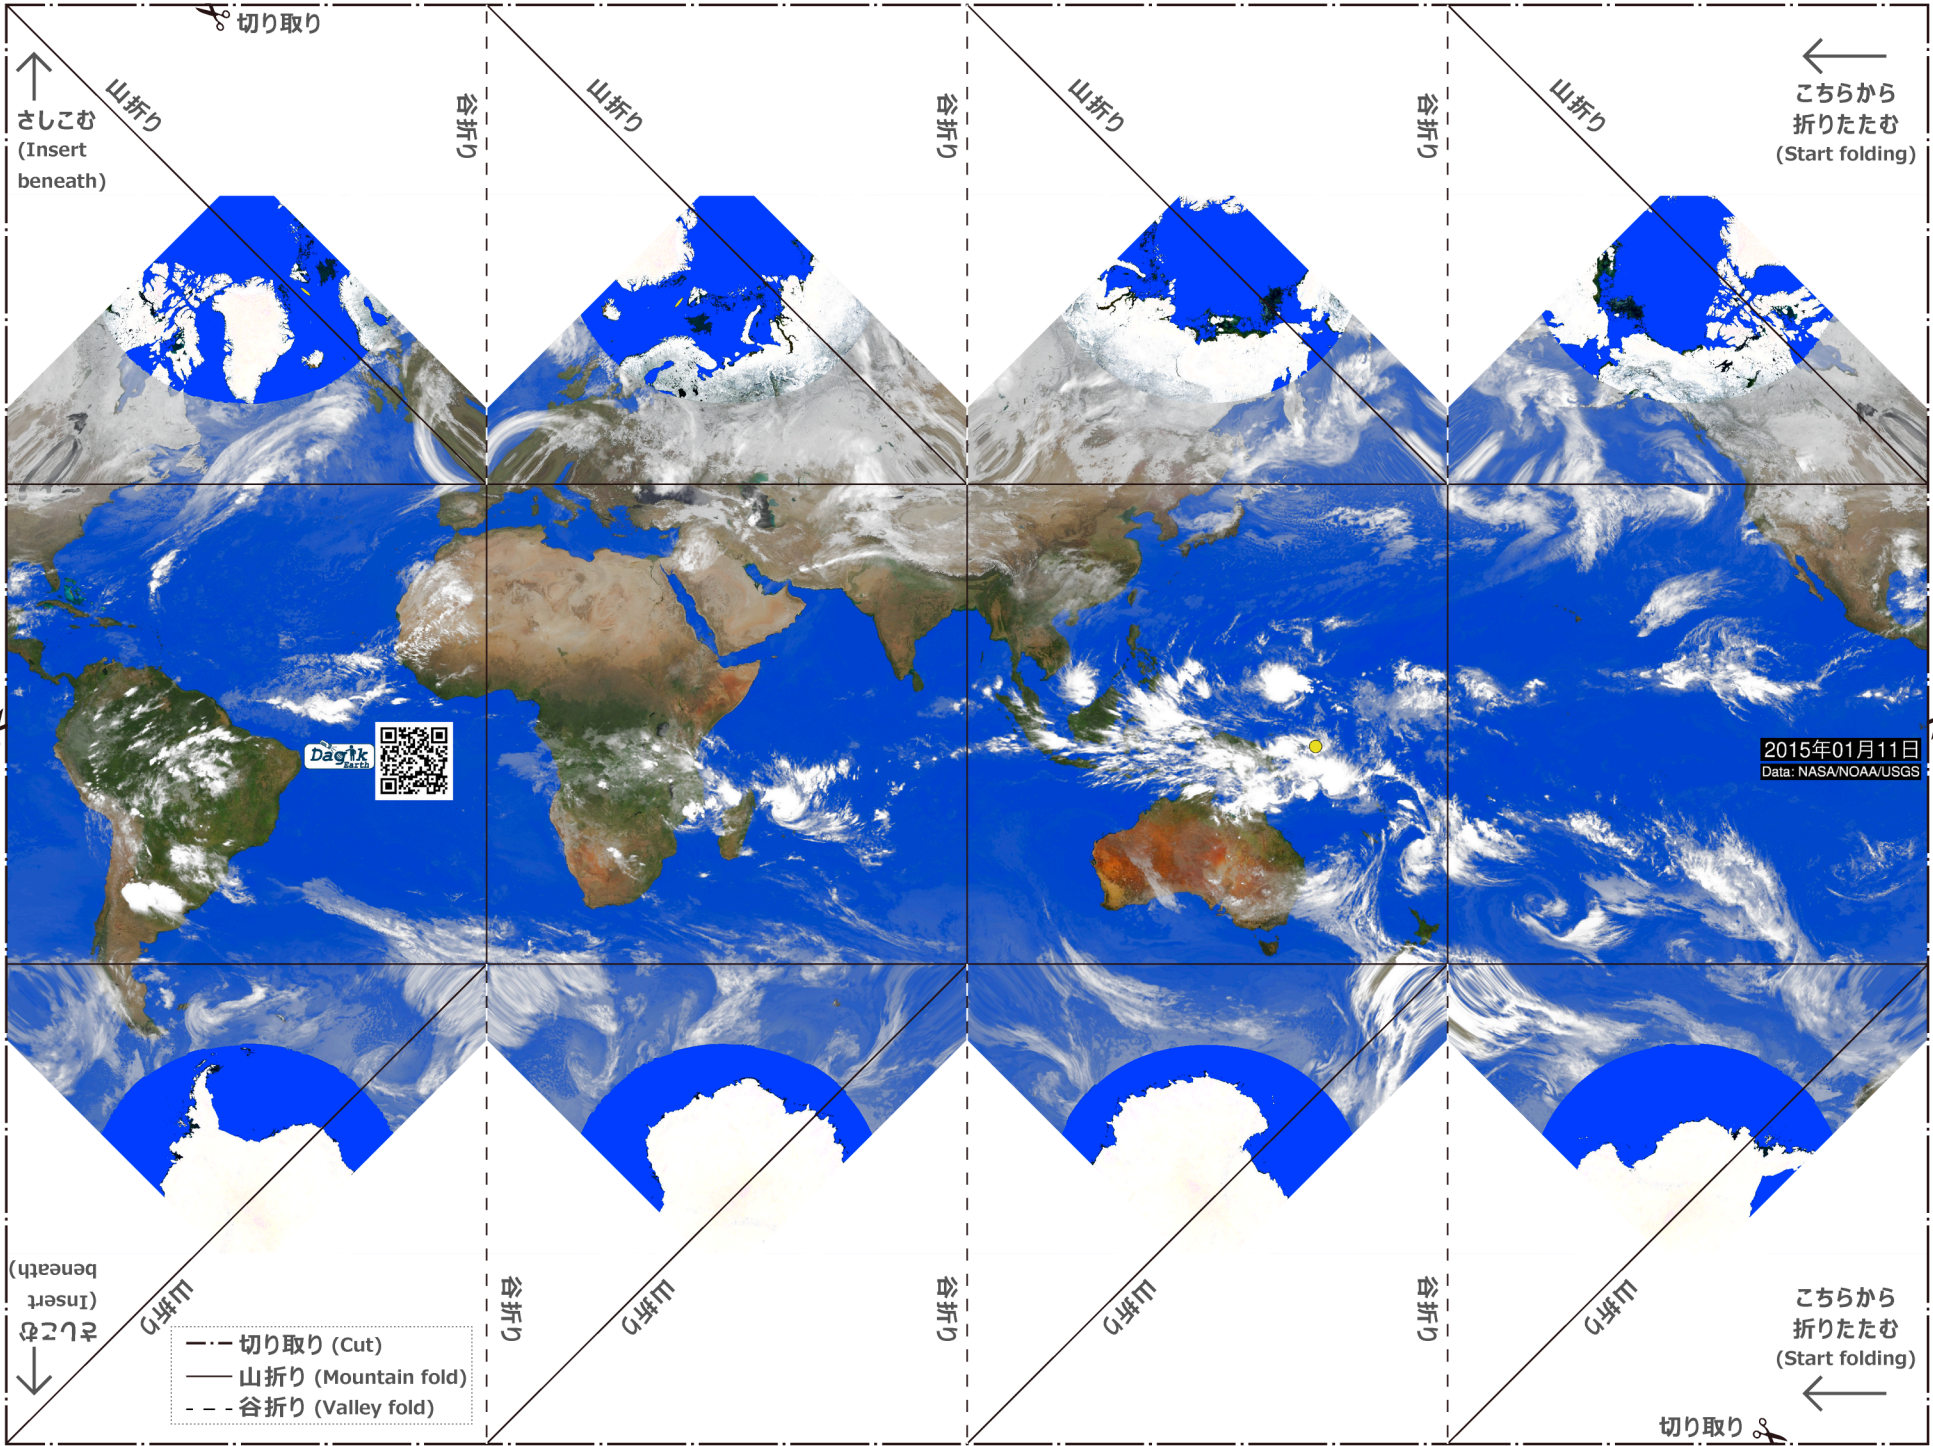 切り取り
山折り
谷折り
山折り
谷折り
山折り
谷折り
山折り
さしこむ
(Insert
beneath)
こちらから
折りたたむ
(Start folding)
Dagik
Earth
2015年01月11日
Data: NASA/NOAA/USGS
さしこむ
(Insert
beneath)
山折り
谷折り
山折り
谷折り
山折り
谷折り
山折り
こちらから
折りたたむ
(Start folding)
切り取り (Cut)
山折り (Mountain fold)
谷折り (Valley fold)
切り取り